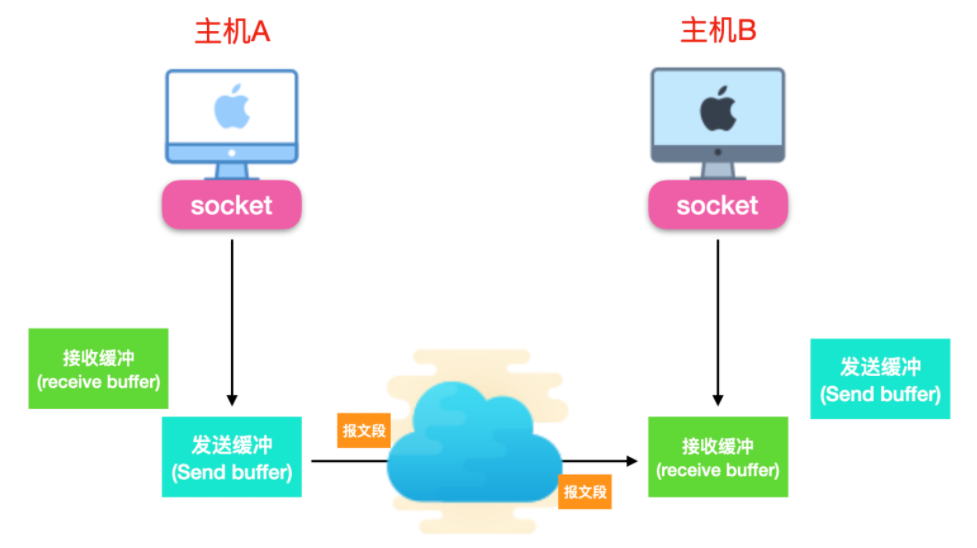 主机A
主机B
socket
socket
接收缓冲
(receive buffer)
发送缓冲
(Send buffer)
发送缓冲
(Send buffer)
报文段
报文段
接收缓冲
(receive buffer)